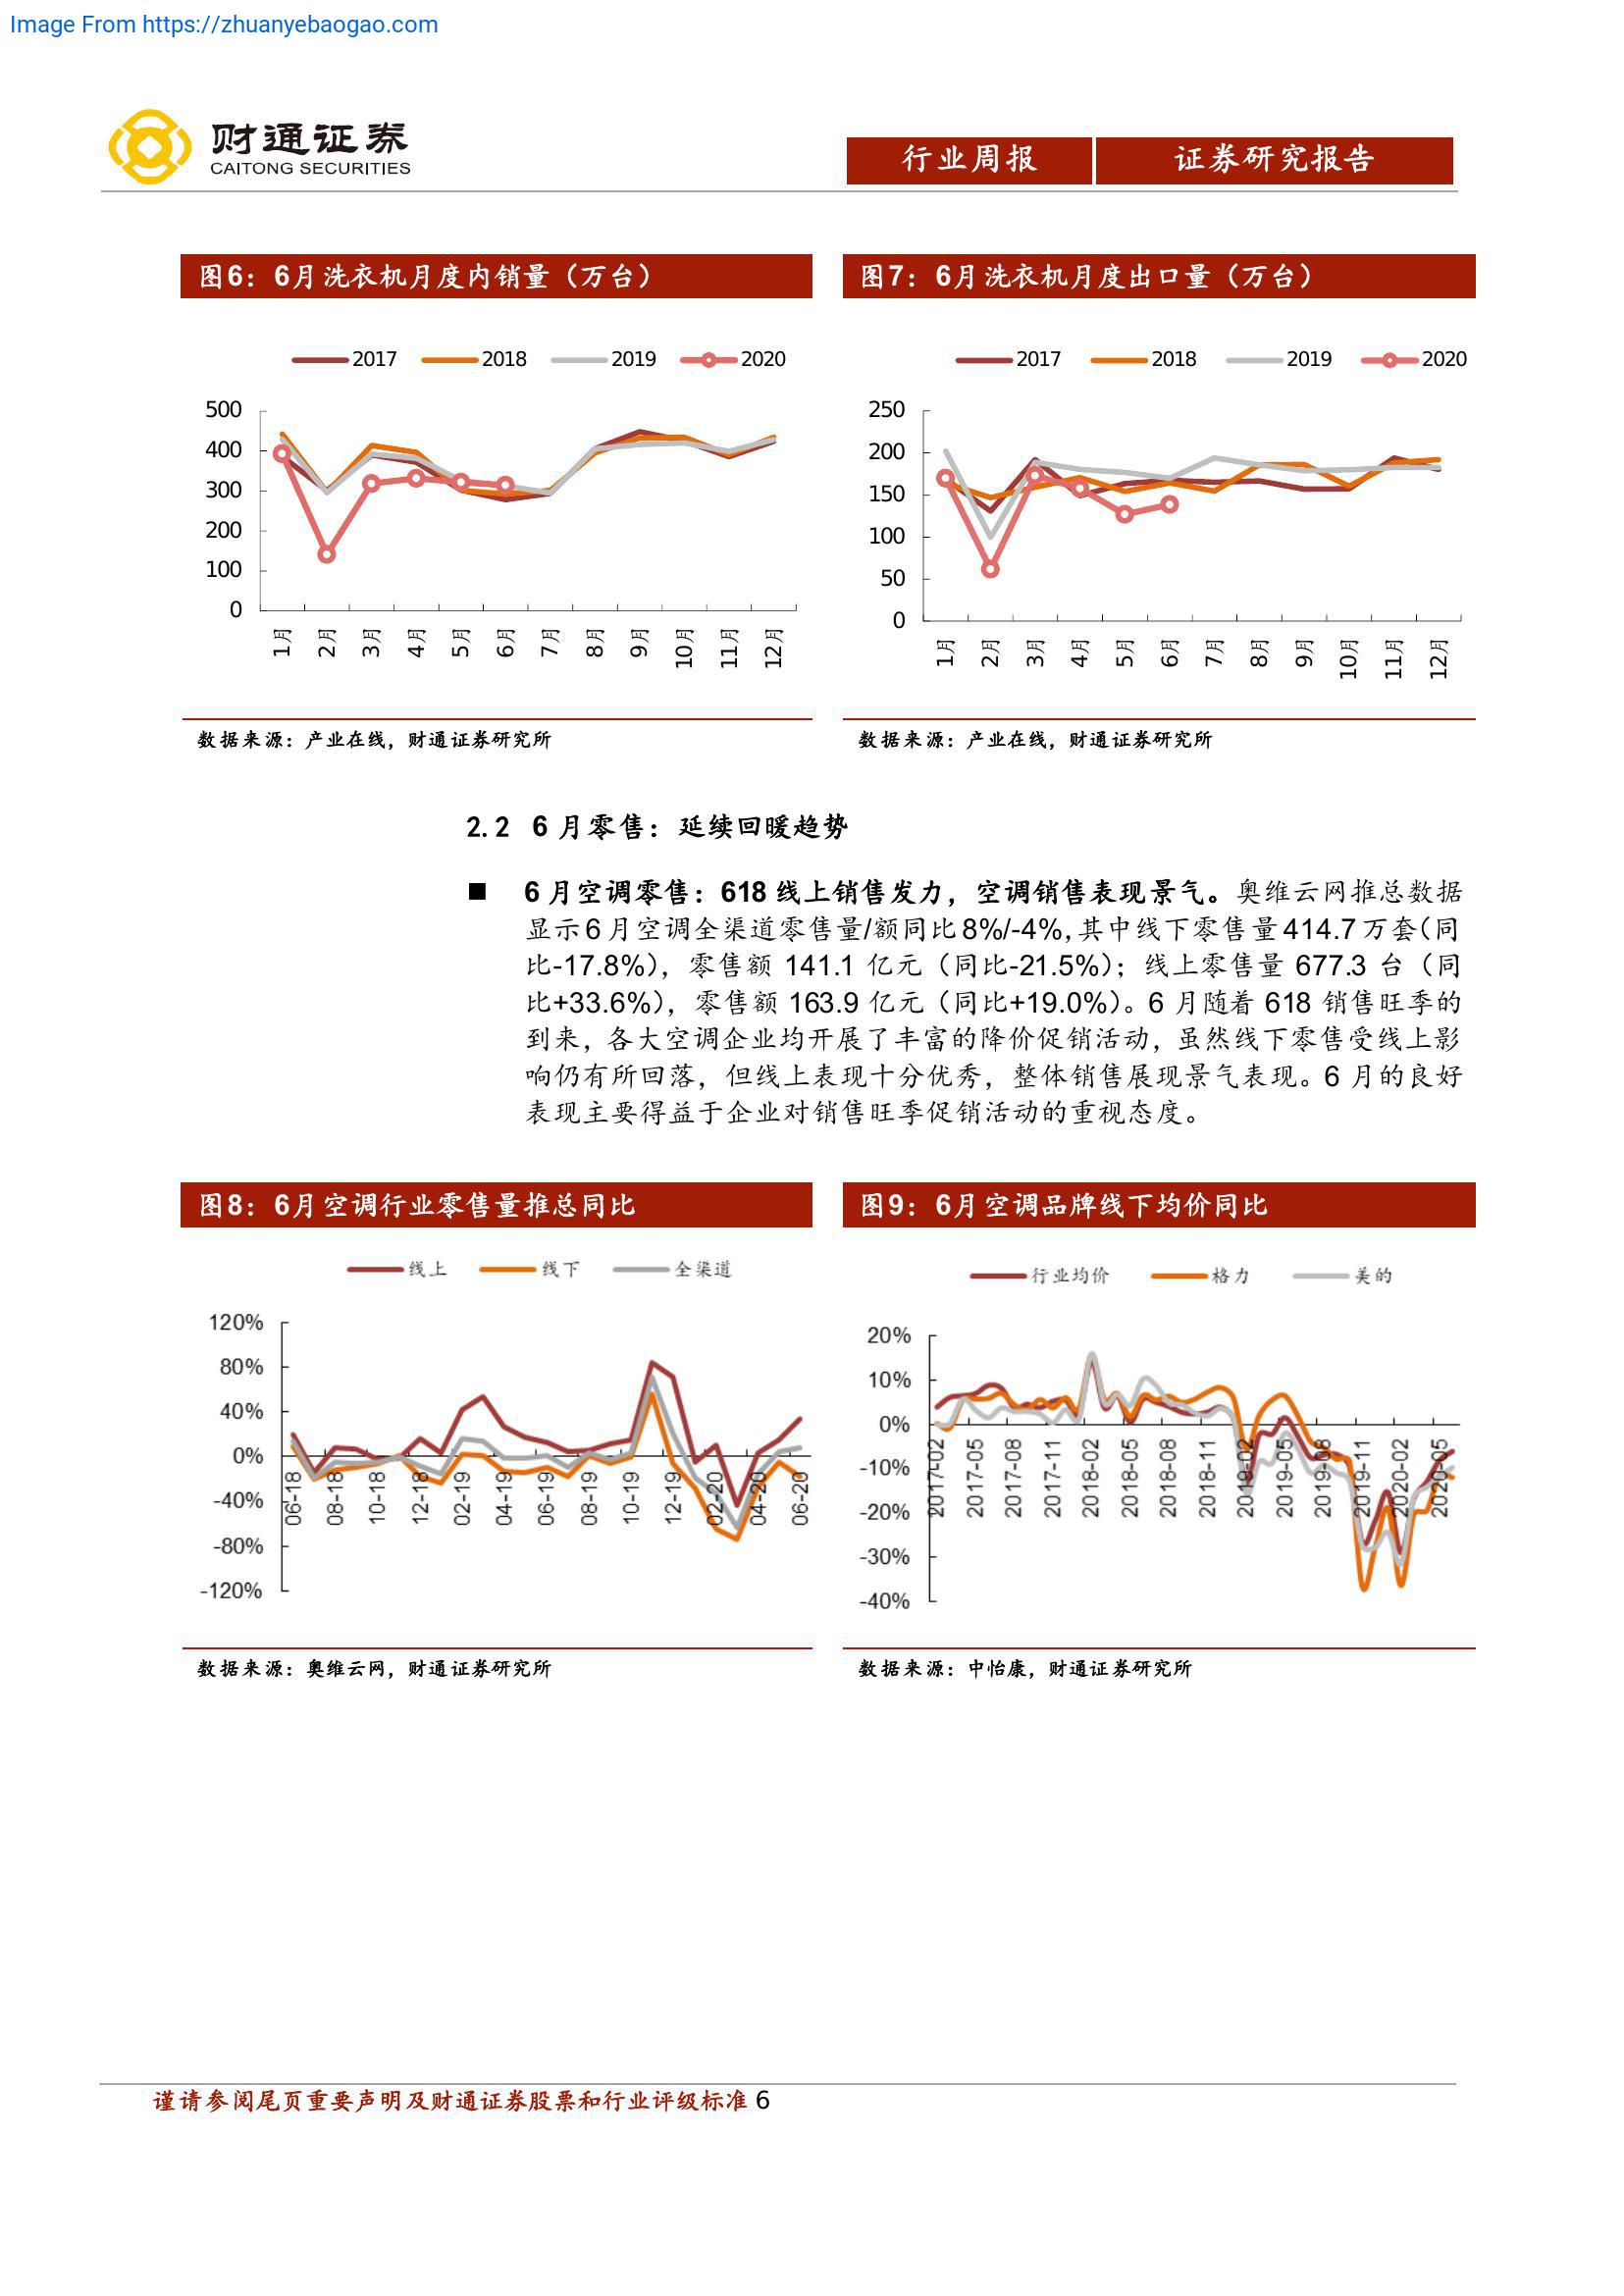 Image From https://zhuanyebaogao.com
财通证券
CAITONG SECURITIES
行业周报
证券研究报告
图6：6月洗衣机月度内销量（万台）
2017 2018 2019 2020
500
400
300
200
100
0
1月 2月 3月 4月 5月 6月 7月 8月 9月 10月 11月 12月
数据来源：产业在线，财通证券研究所
图7：6月洗衣机月度出口量（万台）
2017 2018 2019 2020
250
200
150
100
50
0
1月 2月 3月 4月 5月 6月 7月 8月 9月 10月 11月 12月
数据来源：产业在线，财通证券研究所
2.2 6月零售：延续回暖趋势
■ 6月空调零售：618线上销售发力，空调销售表现景气。奥维云网推总数据
显示6月空调全渠道零售量/额同比8%/-4%,其中线下零售量414.7万套（同
比-17.8%），零售额 141.1 亿元（同比-21.5%）；线上零售量 677.3 台（同
比+33.6%），零售额 163.9 亿元（同比+19.0%）。6 月随着 618 销售旺季的
到来，各大空调企业均开展了丰富的降价促销活动，虽然线下零售受线上影
响仍有所回落，但线上表现十分优秀，整体销售展现景气表现。6 月的良好
表现主要得益于企业对销售旺季促销活动的重视态度。
图8：6月空调行业零售量推总同比
线上 线下 全渠道
120%
80%
40%
0%
-40%
-80%
-120%
06-18 08-18 10-18 12-18 02-19 04-19 06-19 08-19 10-19 12-19 02-20 04-20 06-20
数据来源：奥维云网，财通证券研究所
图9：6月空调品牌线下均价同比
行业均价 格力 美的
20%
10%
0%
-10%
-20%
-30%
-40%
2017-02 2017-05 2017-08 2017-11 2018-02 2018-05 2018-08 2018-11 2019-02 2019-05 2019-08 2019-11 2020-02 2020-05
数据来源：中怡康，财通证券研究所
谨请参阅尾页重要声明及财通证券股票和行业评级标准 6